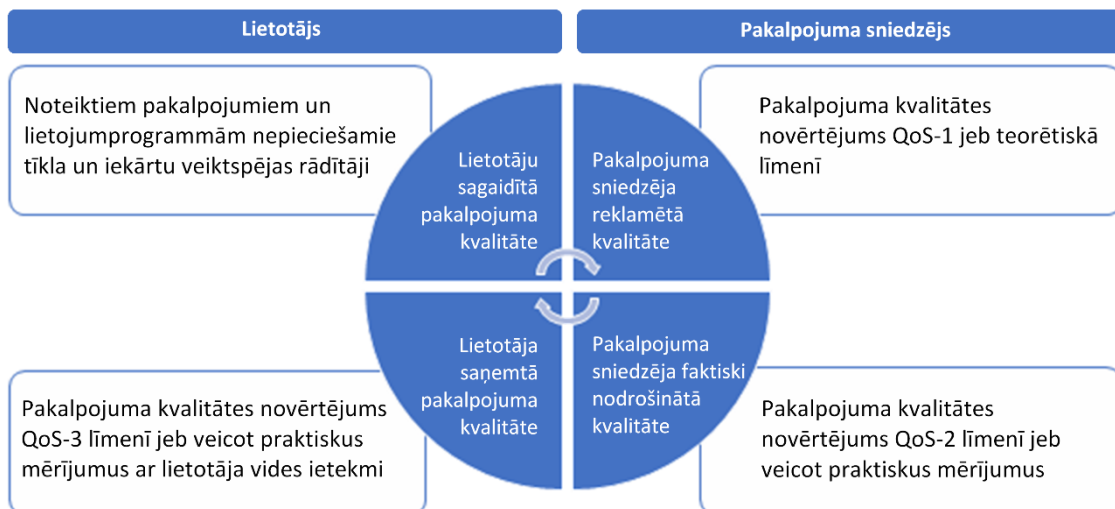 Lietotājs
Pakalpojuma sniedzējs
Noteiktiem pakalpojumiem un
lietojumprogrammām nepieciešamie
tīkla un iekārtu veiktspējas rādītāji
Lietotāju
sagaidītā
pakalpojuma
kvalitāte
Pakalpojuma
sniedzēja
reklamētā
kvalitāte
Pakalpojuma kvalitātes
novērtējums QoS-1 jeb teorētiskā
līmenī
Pakalpojuma kvalitātes novērtējums
QoS-3 līmenī jeb veicot praktiskus
mērījumus ar lietotāja vides ietekmi
Lietotāja
saņemtā
pakalpojuma
kvalitāte
Pakalpojuma
sniedzēja faktiski
nodrošinātā
kvalitāte
Pakalpojuma kvalitātes
novērtējums QoS-2 līmenī jeb
veicot praktiskus mērījumus